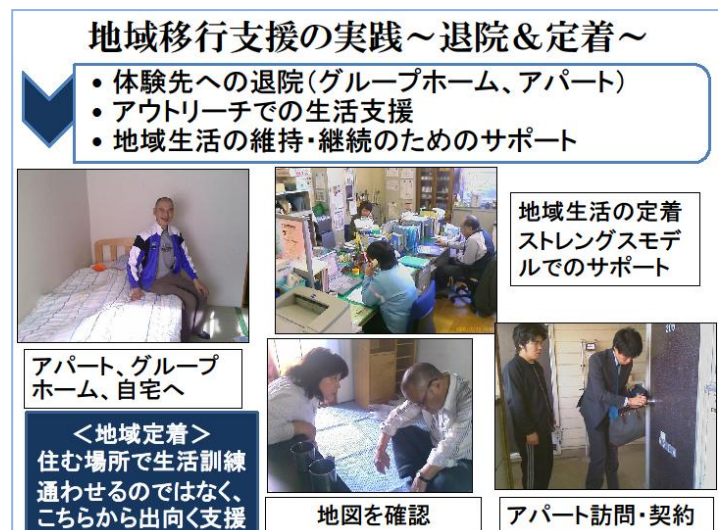 地域移行支援の実践～退院＆定着～
• 体験先への退院（グループホーム、アパート）
• アウトリーチでの生活支援
• 地域生活の維持・継続のためのサポート
地域生活の定着
ストレングスモデ
ルでのサポート
アパート、グループ
ホーム、自宅へ
＜地域定着＞
住む場所で生活訓練
通わせるのではなく、
こちらから出向く支援
地図を確認
アパート訪問・契約